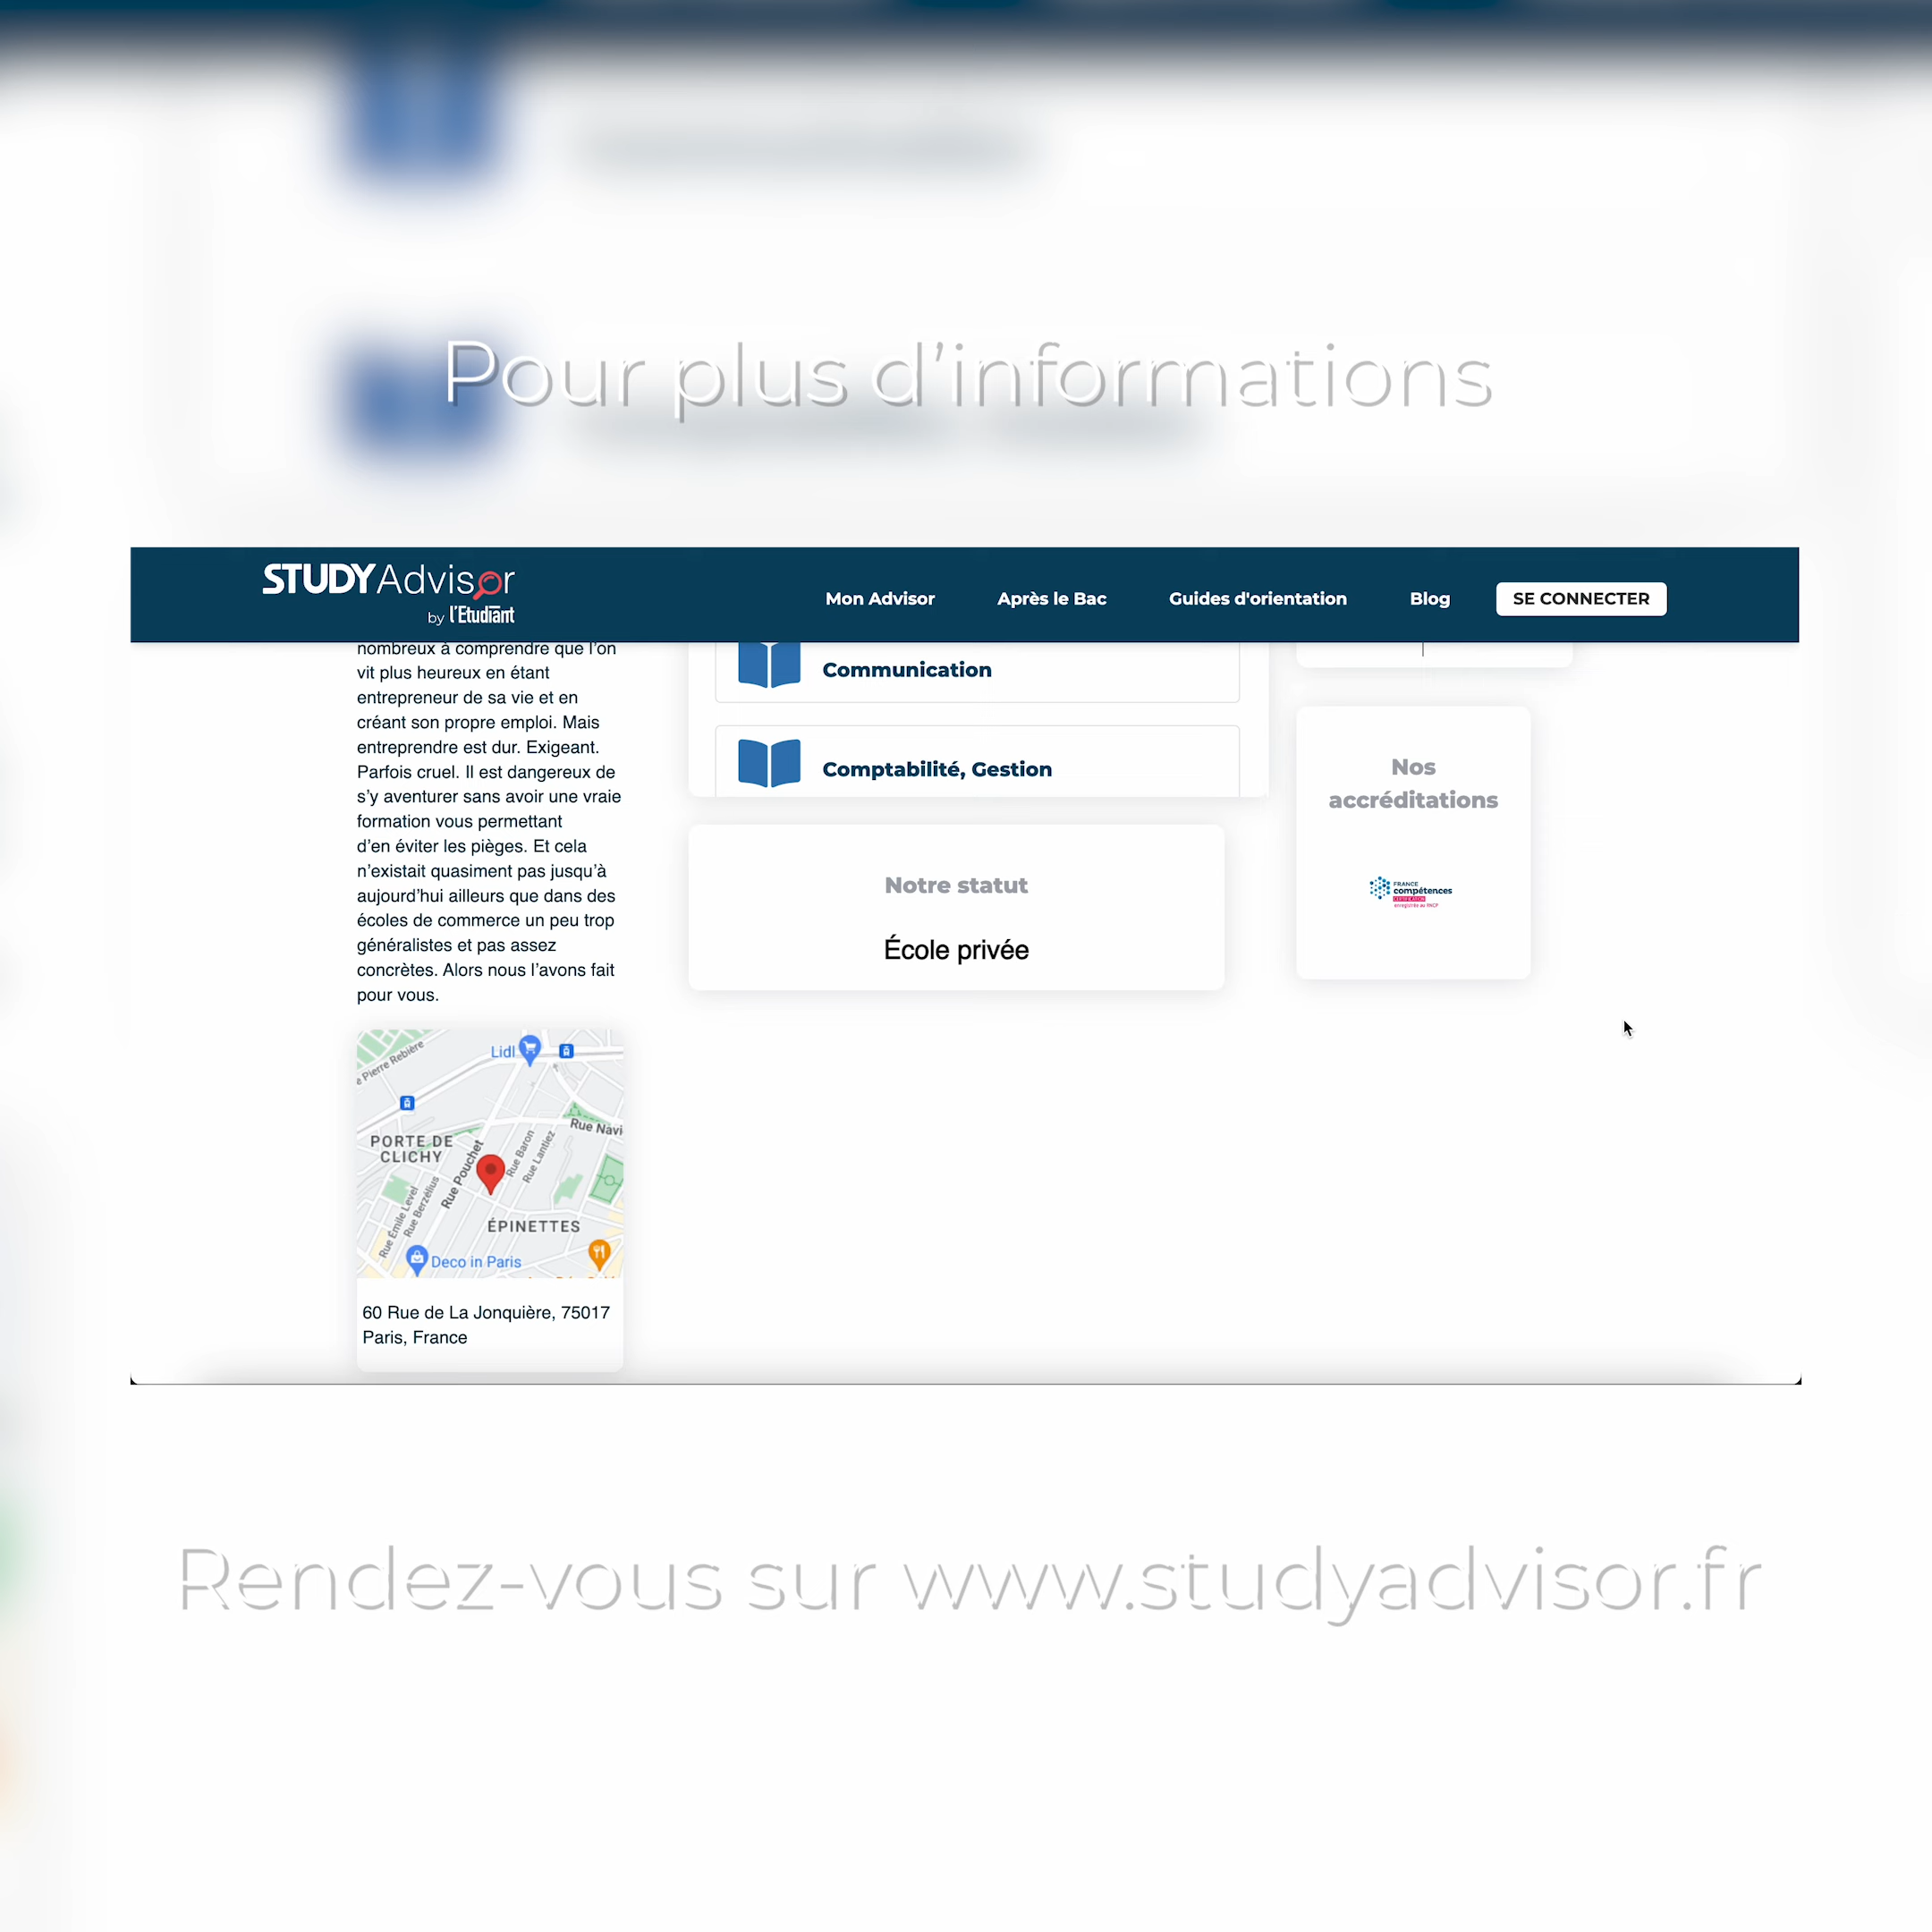 Pour plus d’informations
STUDYAdvisor
by l'Etudiant
Mon Advisor
Après le Bac
Guides d'orientation
Blog
SE CONNECTER
nombreux à comprendre que l’on
vit plus heureux en étant
entrepreneur de sa vie et en
créant son propre emploi. Mais
entreprendre est dur. Exigeant.
Parfois cruel. Il est dangereux de
s’y aventurer sans avoir une vraie
formation vous permettant
d’en éviter les pièges. Et cela
n’existait quasiment pas jusqu’à
aujourd’hui ailleurs que dans des
écoles de commerce un peu trop
généralistes et pas assez
concrètes. Alors nous l’avons fait
pour vous.
Communication
Comptabilité, Gestion
Notre statut
École privée
Nos
accréditations
FRANCE
compétences
CERTIFICATION
enregistrée au RNCP
e Pierre Rebière
Lidl
PORTE DE
CLICHY
Rue Navi
Rue Pouchet
Rue Baron
Rue Lantiez
Rue Émile Level
Rue Berzélius
ÉPINETTES
Deco in Paris
60 Rue de La Jonquière, 75017
Paris, France
Rendez-vous sur www.studyadvisor.fr